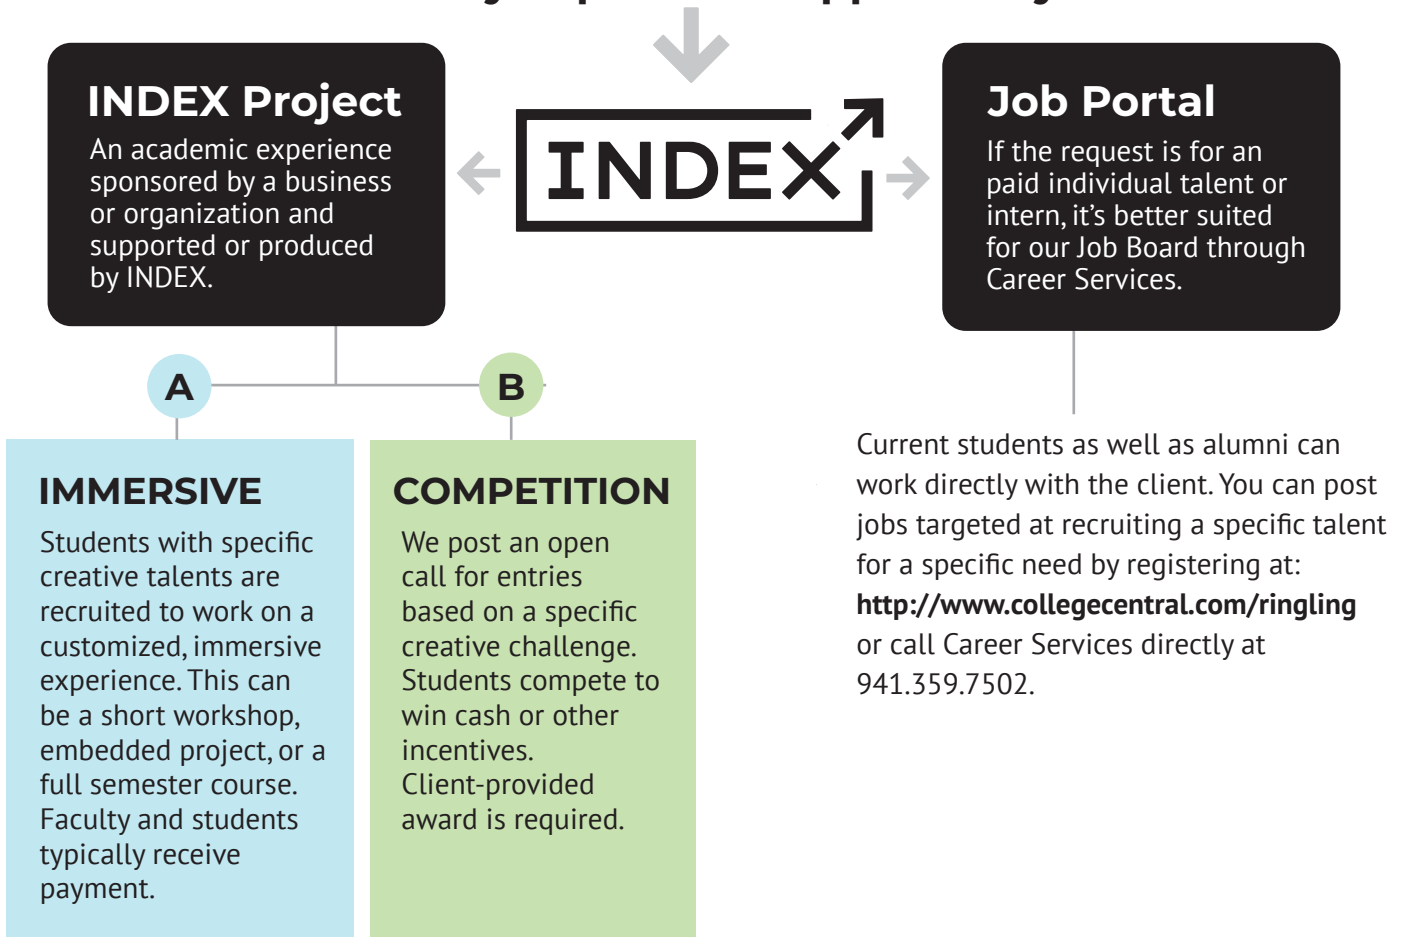 INDEX Project
An academic experience
sponsored by a business
or organization and
supported or produced
by INDEX.
INDEX
Job Portal
If the request is for an
paid individual talent or
intern, it’s better suited
for our Job Board through
Career Services.
A
B
IMMERSIVE
Students with specific
creative talents are
recruited to work on a
customized, immersive
experience. This can
be a short workshop,
embedded project, or a
full semester course.
Faculty and students
typically receive
payment.
COMPETITION
We post an open
call for entries
based on a specific
creative challenge.
Students compete to
win cash or other
incentives.
Client-provided
award is required.
Current students as well as alumni can
work directly with the client. You can post
jobs targeted at recruiting a specific talent
for a specific need by registering at:
http://www.collegecentral.com/ringling
or call Career Services directly at
941.359.7502.